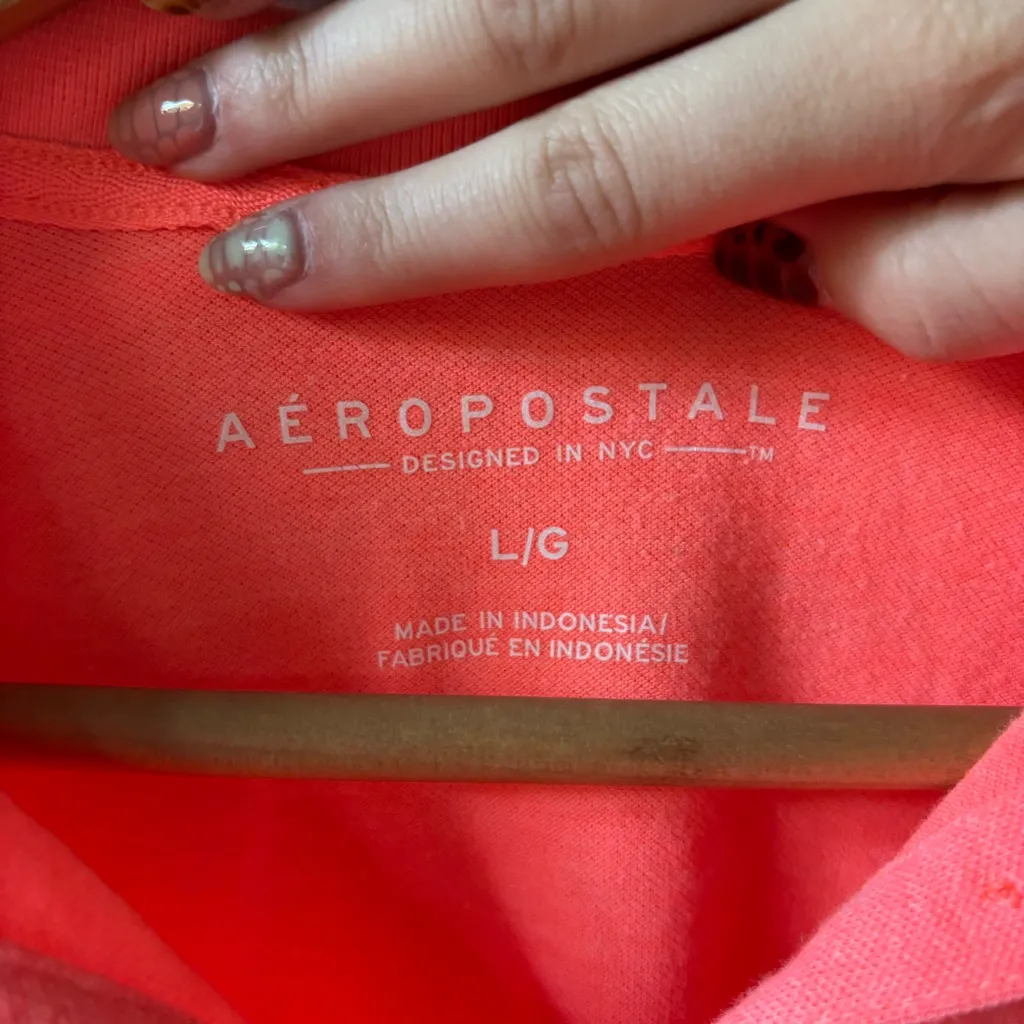 AÉROPOSTALE
DESIGNED IN NYC TM
L/G
MADE IN INDONESIA/
FABRIQUÉ EN INDONÉSIE